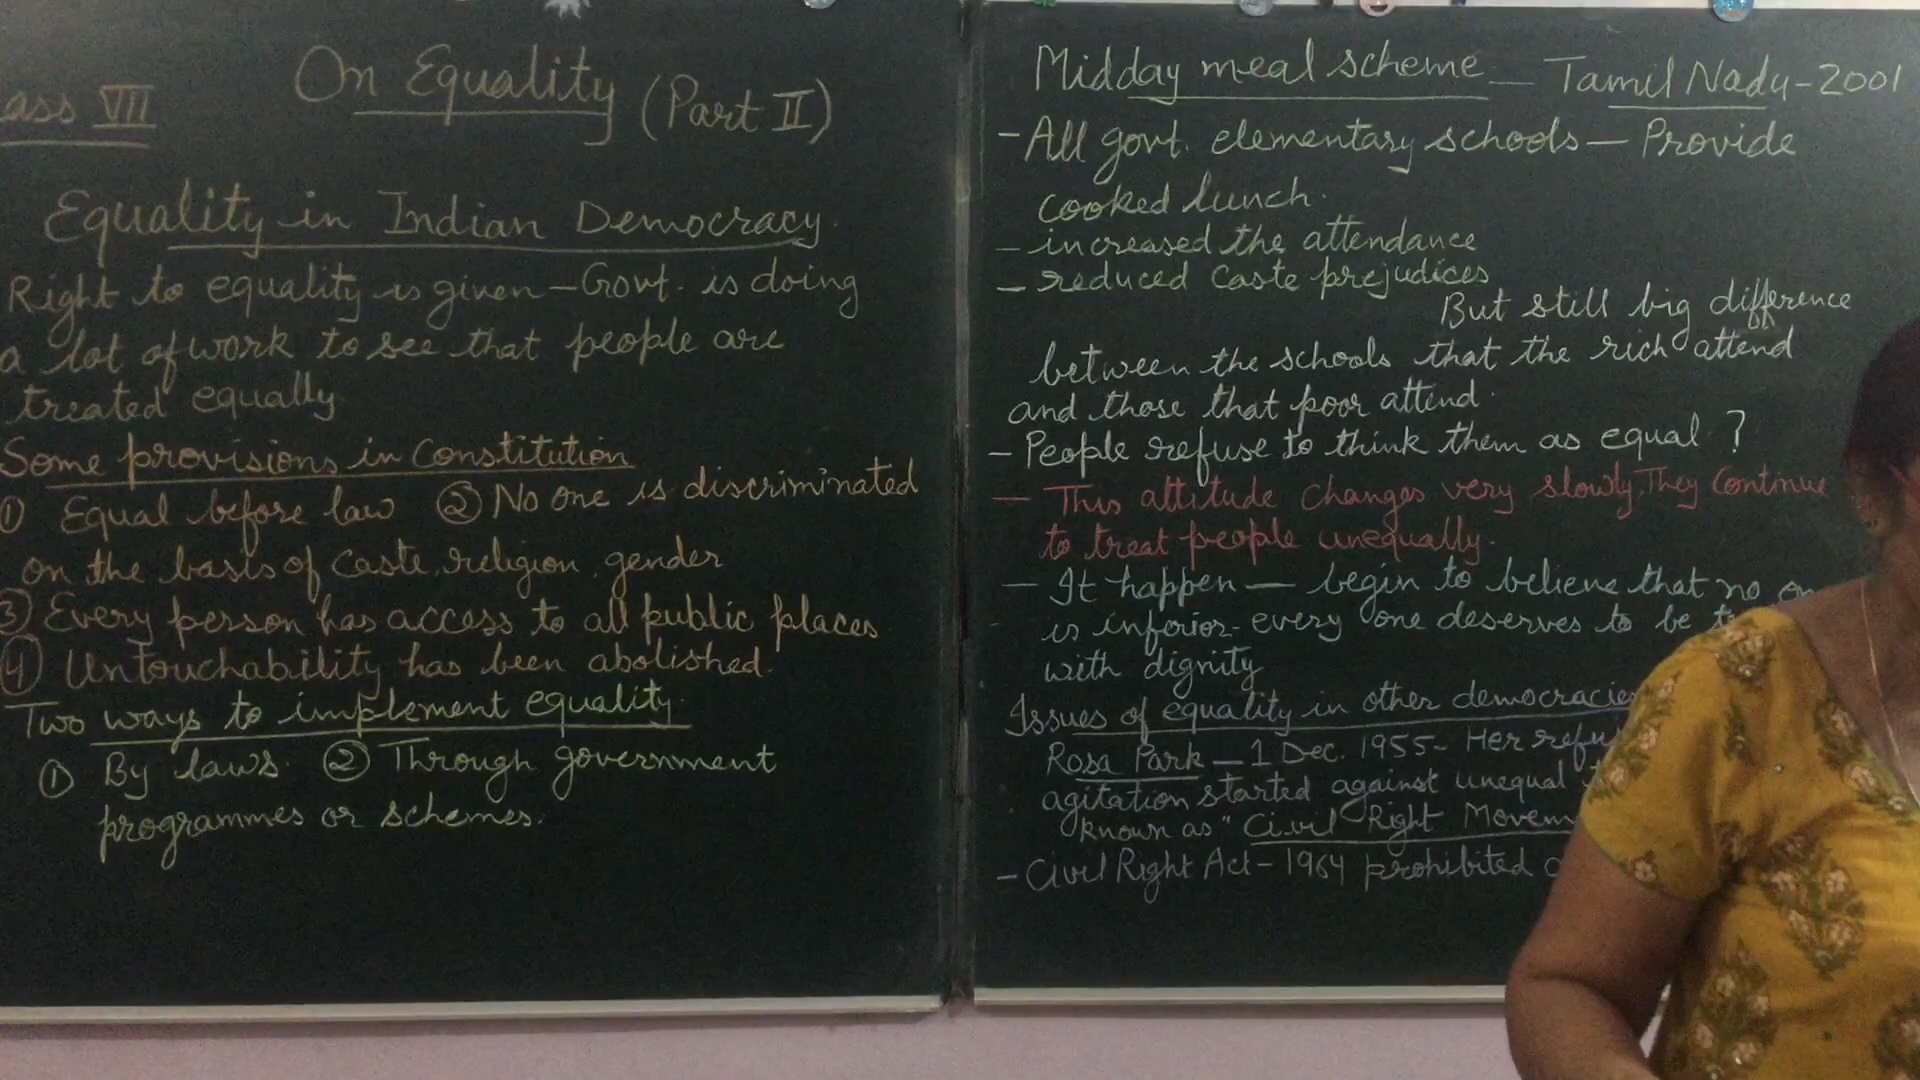 On Equality (Part II)
ass VII
Equality in Indian Democracy.
Right to equality is given - Govt. is doing
a lot of work to see that people are
treated equally
Some provisions in Constitution
① Equal before law ② No one is discriminated
on the basis of caste, religion, gender
③ Every person has access to all public places
④ Untouchability has been abolished.
Two ways to implement equality.
① By laws. ② Through government
programmes or schemes.
Midday meal scheme - Tamil Nadu - 2001
- All govt. elementary schools - Provide
cooked lunch.
- increased the attendance
- reduced caste prejudices
But still big difference
between the schools that the rich attend
and those that poor attend.
- People refuse to think them as equal ?
- This attitude changes very slowly. They continue
to treat people unequally.
- It happen - begin to believe that no on
is inferior - every one deserves to be
with dignity
Issues of equality in other democracie
Rosa Park - 1 Dec. 1955 - Her refu
agitation started against unequal
known as "Civil Right Movem
- Civil Right Act - 1964 prohibited